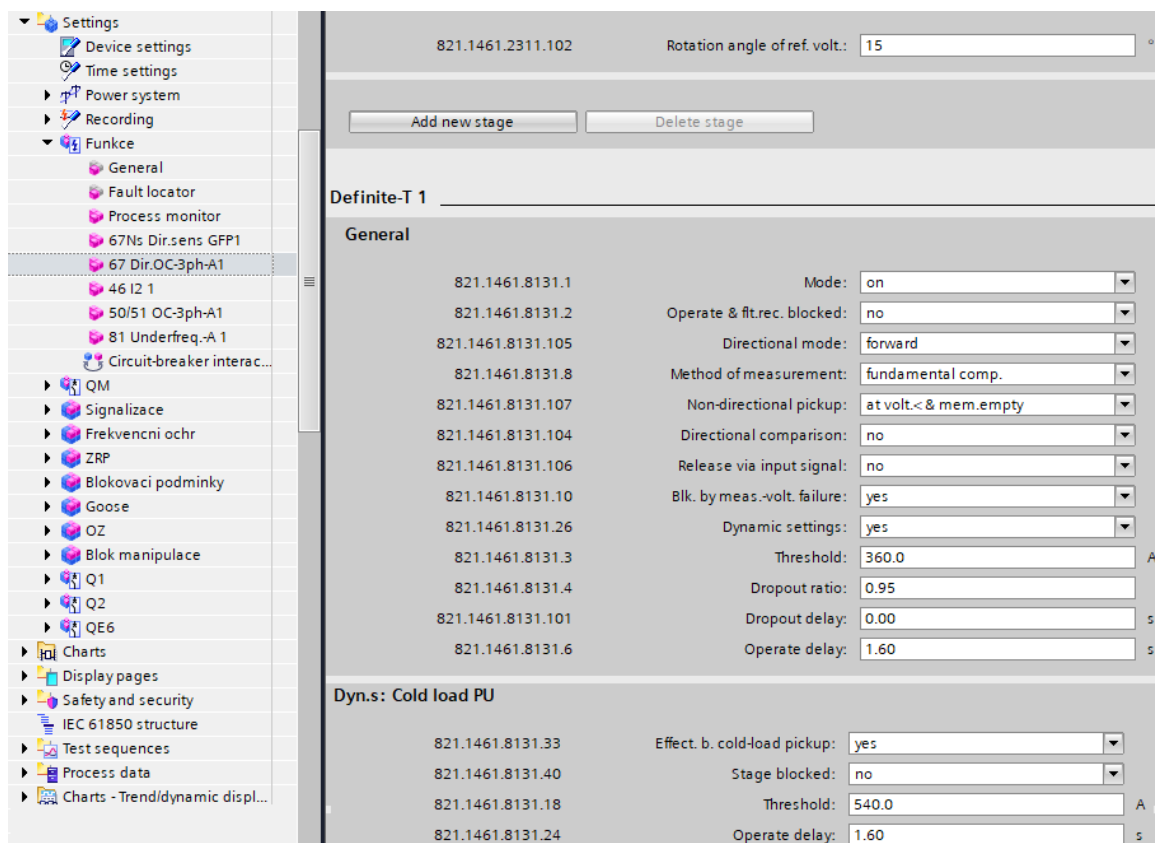 Settings
Device settings
Time settings
Power system
Recording
Funkce
General
Fault locator
Process monitor
67Ns Dir.sens GFP1
67 Dir.OC-3ph-A1
46 I2 1
50/51 OC-3ph-A1
81 Underfreq.-A 1
Circuit-breaker interac...
QM
Signalizace
Frekvencni ochr
ZRP
Blokovaci podminky
Goose
OZ
Blok manipulace
Q1
Q2
QE6
Charts
Display pages
Safety and security
IEC 61850 structure
Test sequences
Process data
Charts - Trend/dynamic displ...
821.1461.2311.102 Rotation angle of ref. volt.: 15 °
Add new stage Delete stage
Definite-T 1
General
821.1461.8131.1 Mode: on
821.1461.8131.2 Operate & flt.rec. blocked: no
821.1461.8131.105 Directional mode: forward
821.1461.8131.8 Method of measurement: fundamental comp.
821.1461.8131.107 Non-directional pickup: at volt.< & mem.empty
821.1461.8131.104 Directional comparison: no
821.1461.8131.106 Release via input signal: no
821.1461.8131.10 Blk. by meas.-volt. failure: yes
821.1461.8131.26 Dynamic settings: yes
821.1461.8131.3 Threshold: 360.0 A
821.1461.8131.4 Dropout ratio: 0.95
821.1461.8131.101 Dropout delay: 0.00 s
821.1461.8131.6 Operate delay: 1.60 s
Dyn.s: Cold load PU
821.1461.8131.33 Effect. b. cold-load pickup: yes
821.1461.8131.40 Stage blocked: no
821.1461.8131.18 Threshold: 540.0 A
821.1461.8131.24 Operate delay: 1.60 s